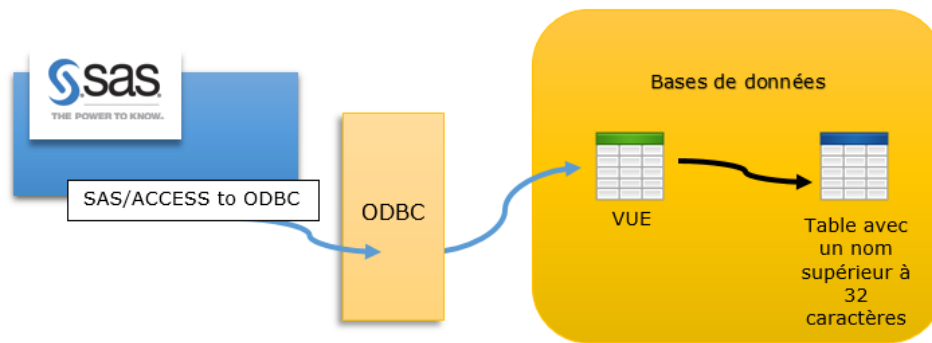 sas
THE POWER TO KNOW.
SAS/ACCESS to ODBC
ODBC
Bases de données
VUE
Table avec
un nom
supérieur à
32
caractères